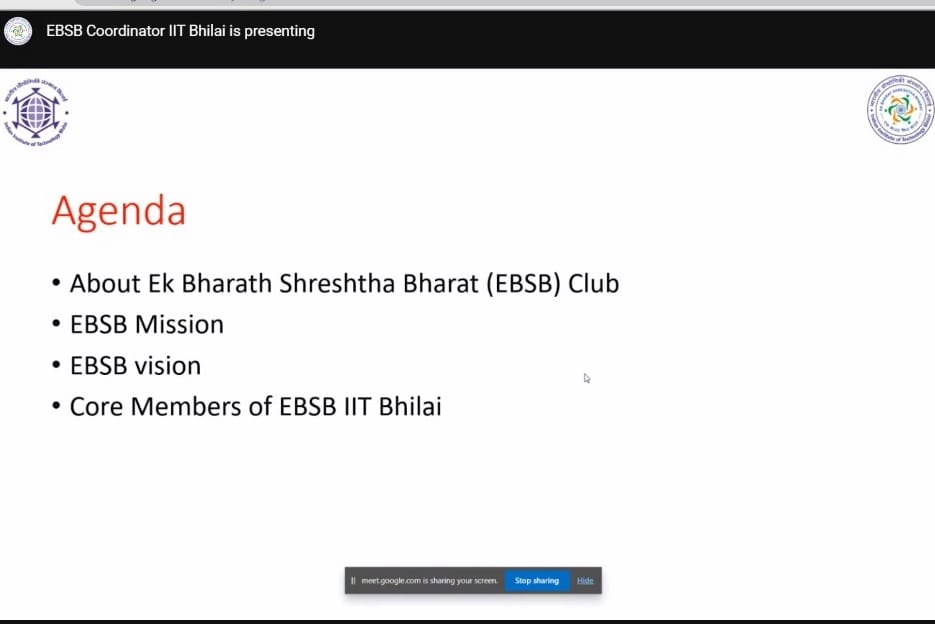 EBSB Coordinator IIT Bhilai is presenting
Agenda
• About Ek Bharath Shreshtha Bharat (EBSB) Club
• EBSB Mission
• EBSB vision
• Core Members of EBSB IIT Bhilai
meet.google.com is sharing your screen.
Stop sharing
Hide